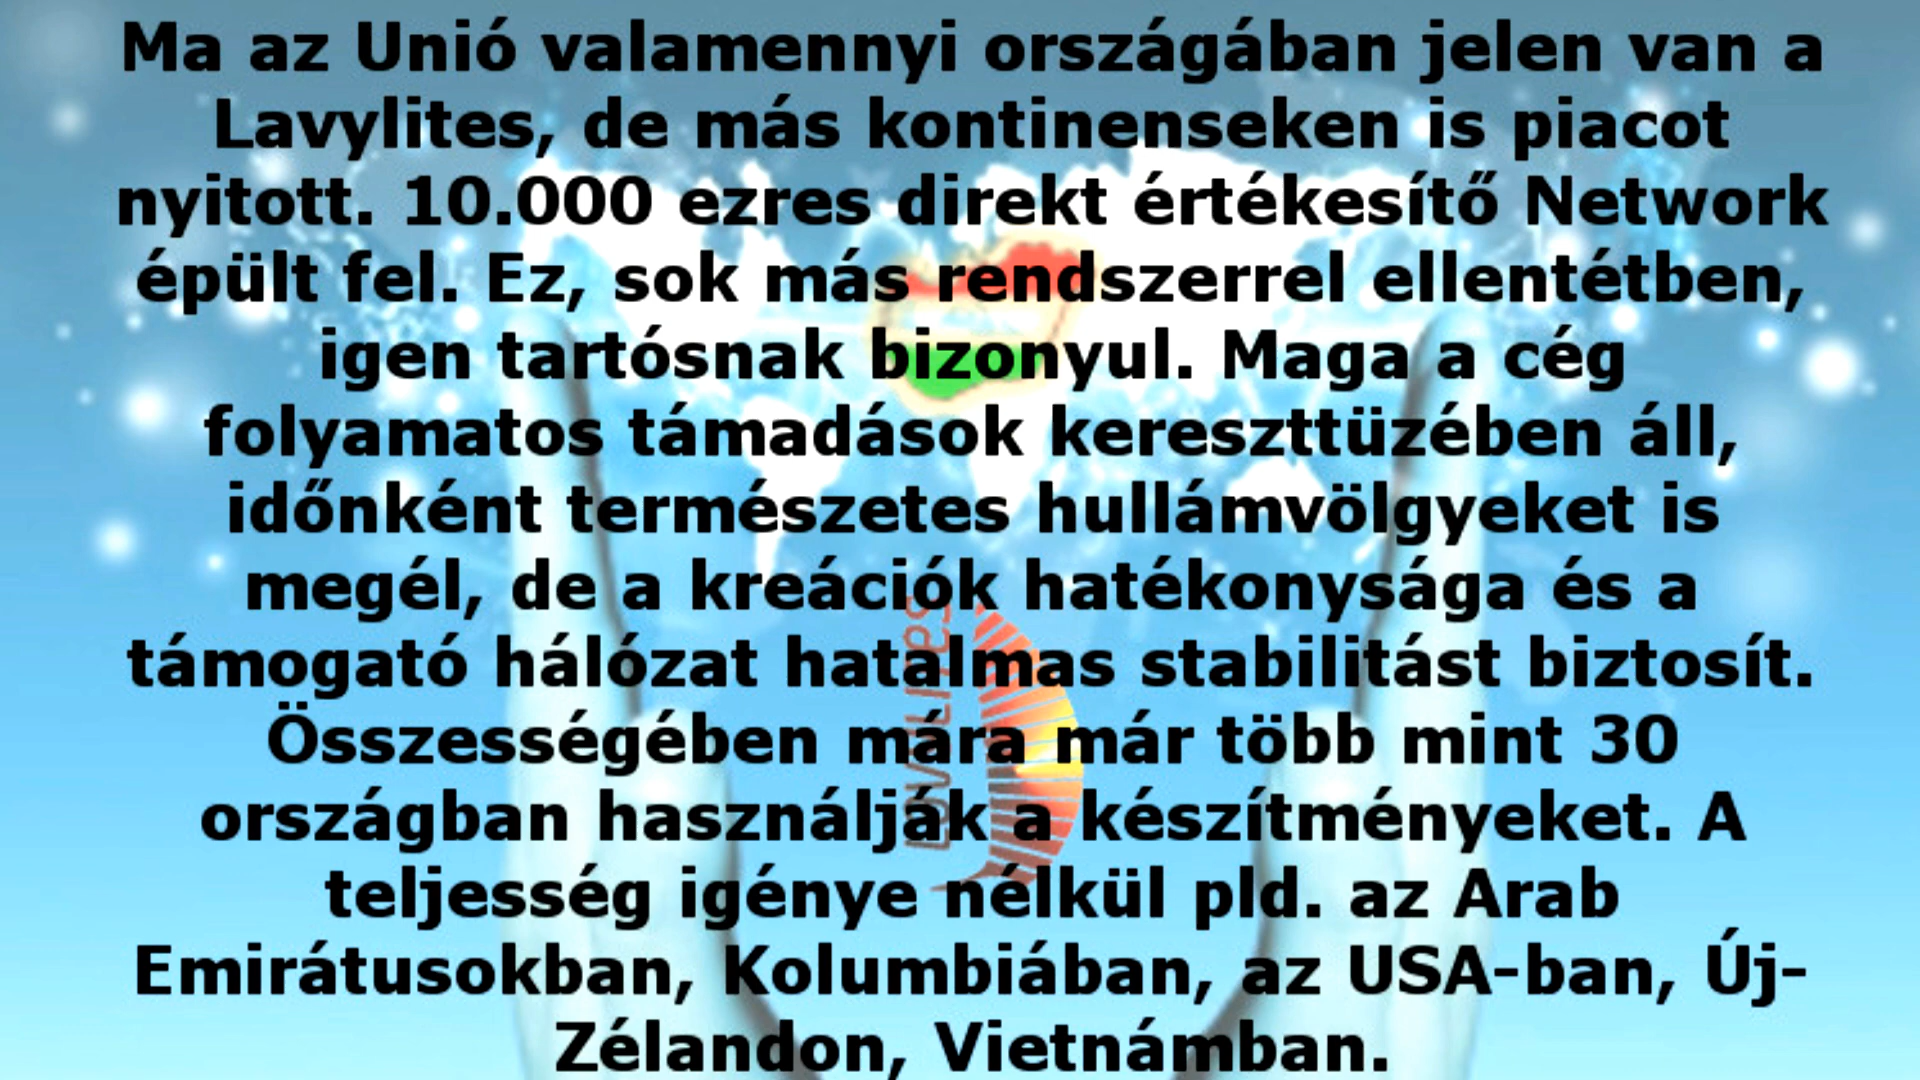 Ma az Unió valamennyi országában jelen van a
Lavylites, de más kontinenseken is piacot
nyitott. 10.000 ezres direkt értékesítő Network
épült fel. Ez, sok más rendszerrel ellentétben,
igen tartósnak bizonyul. Maga a cég
folyamatos támadások kereszttüzében áll,
időnként természetes hullámvölgyeket is
megél, de a kreációk hatékonysága és a
támogató hálózat hatalmas stabilitást biztosít.
Összességében mára már több mint 30
országban használják a készítményeket. A
teljesség igénye nélkül pld. az Arab
Emirátusokban, Kolumbiában, az USA-ban, Új-
Zélandon, Vietnámban.